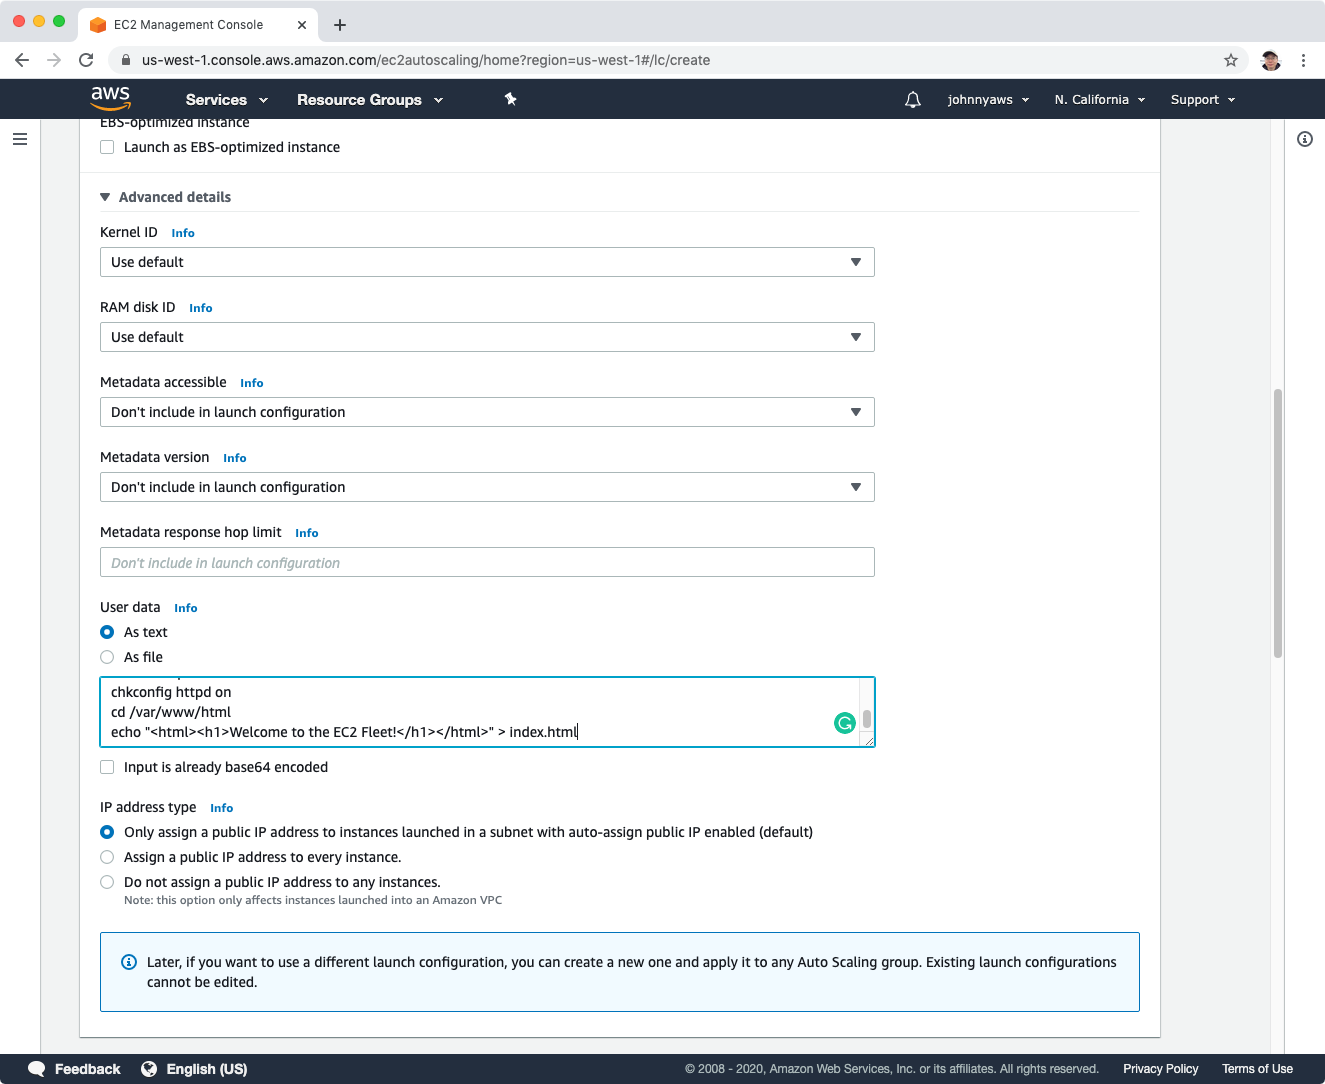 EC2 Management Console
us-west-1.console.aws.amazon.com/ec2autoscaling/home?region=us-west-1#/lc/create
aws
Services
Resource Groups
johnnyaws
N. California
Support
EBS-optimized instance
Launch as EBS-optimized instance
Advanced details
Kernel ID Info
Use default
RAM disk ID Info
Use default
Metadata accessible Info
Don't include in launch configuration
Metadata version Info
Don't include in launch configuration
Metadata response hop limit Info
Don't include in launch configuration
User data Info
As text
As file
chkconfig httpd on
cd /var/www/html
echo "<html><h1>Welcome to the EC2 Fleet!</h1></html>" > index.html
Input is already base64 encoded
IP address type Info
Only assign a public IP address to instances launched in a subnet with auto-assign public IP enabled (default)
Assign a public IP address to every instance.
Do not assign a public IP address to any instances.
Note: this option only affects instances launched into an Amazon VPC
Later, if you want to use a different launch configuration, you can create a new one and apply it to any Auto Scaling group. Existing launch configurations
cannot be edited.
Feedback
English (US)
© 2008 - 2020, Amazon Web Services, Inc. or its affiliates. All rights reserved.
Privacy Policy
Terms of Use